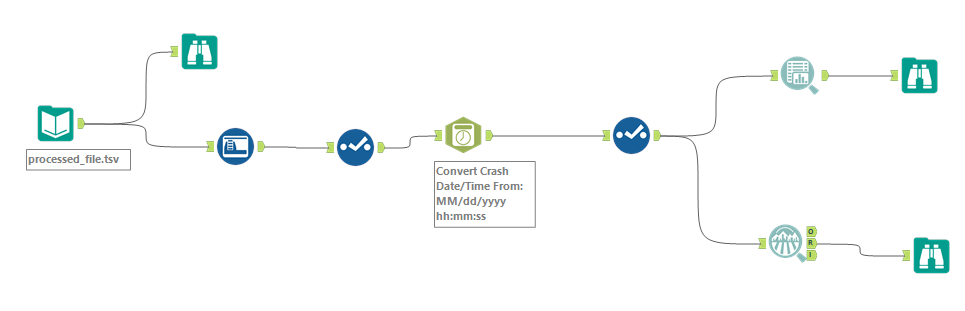 processed_file.tsv
Convert Crash
Date/Time From:
MM/dd/yyyy
hh:mm:ss
O
R
I